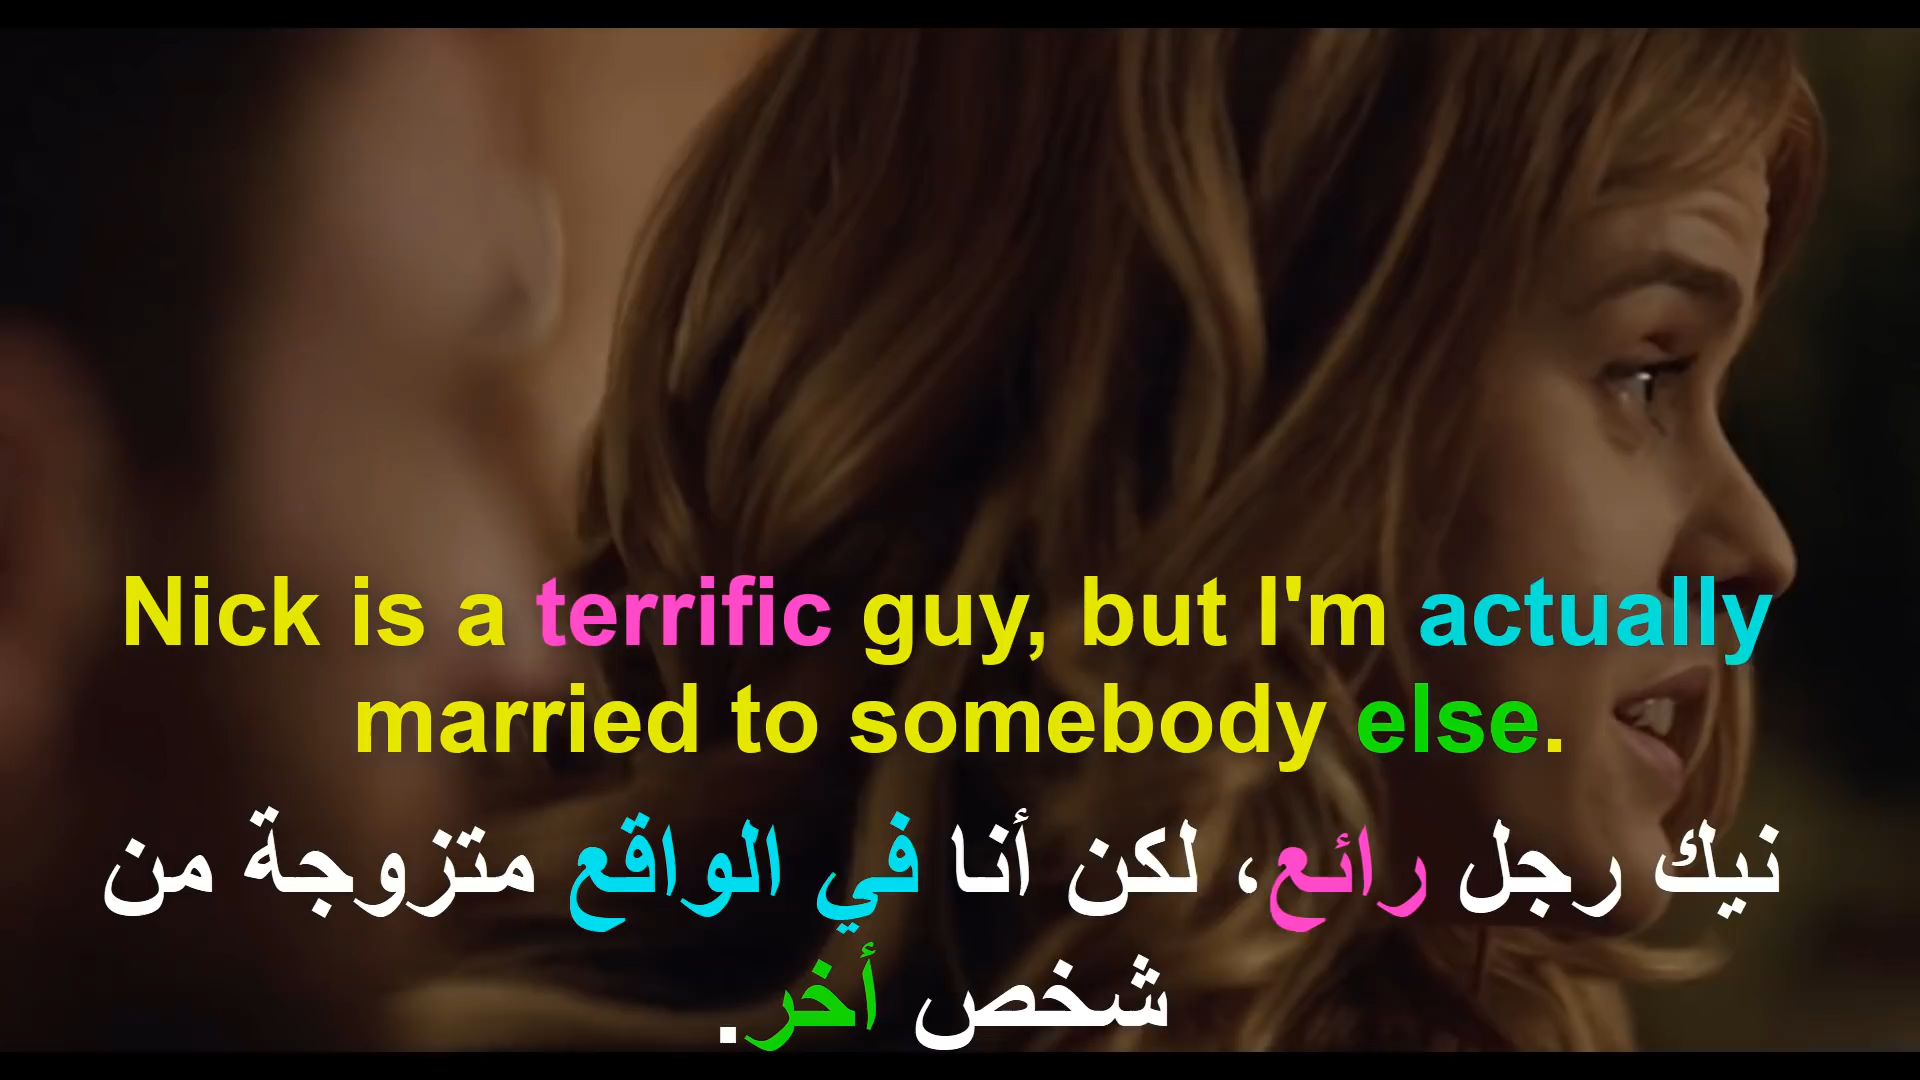 Nick is a terrific guy, but I'm actually
married to somebody else.
نيك رجل رائع، لكن أنا في الواقع متزوجة من
شخص أخر.